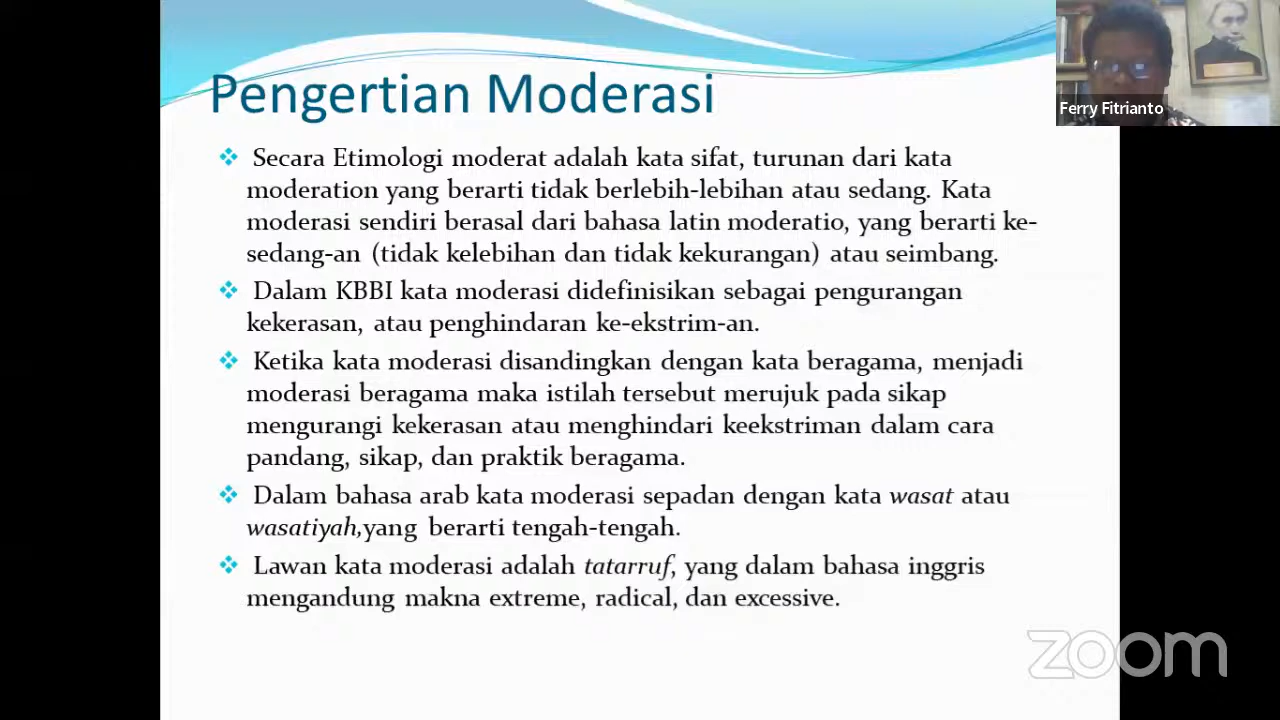 Pengertian Moderasi
Ferry Fitrianto
Secara Etimologi moderat adalah kata sifat, turunan dari kata
moderation yang berarti tidak berlebih-lebihan atau sedang. Kata
moderasi sendiri berasal dari bahasa latin moderatio, yang berarti ke-
sedang-an (tidak kelebihan dan tidak kekurangan) atau seimbang.
Dalam KBBI kata moderasi didefinisikan sebagai pengurangan
kekerasan, atau penghindaran ke-ekstrim-an.
Ketika kata moderasi disandingkan dengan kata beragama, menjadi
moderasi beragama maka istilah tersebut merujuk pada sikap
mengurangi kekerasan atau menghindari keekstriman dalam cara
pandang, sikap, dan praktik beragama.
Dalam bahasa arab kata moderasi sepadan dengan kata wasat atau
wasatiyah,yang berarti tengah-tengah.
Lawan kata moderasi adalah tatarruf, yang dalam bahasa inggris
mengandung makna extreme, radical, dan excessive.
zoom